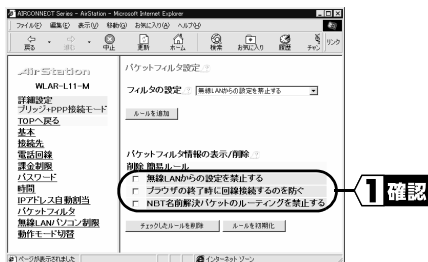 AIRCONNECT Series - AirStation - Microsoft Internet Explorer
ファイル(F) 編集(E) 表示(V) 移動(G) お気に入り(A) ヘルプ(H)
戻る 進む 中止 更新 ホーム 検索 お気に入り 履歴 チャンネル リンク
AirStation
WLAR-L11-M
詳細設定
ブリッジ+PPP接続モード
TOPへ戻る
基本
接続先
電話回線
課金制限
パスワード
時間
IPアドレス自動割当
パケットフィルタ
無線LANパソコン制限
動作モード切替
パケットフィルタ設定 ?
フィルタの設定 ? 無線LANからの設定を禁止する
ルールを追加
パケットフィルタ情報の表示/削除 ?
削除 簡易ルール
無線LANからの設定を禁止する
ブラウザの終了時に回線接続するのを防ぐ
NBT名前解決パケットのルーティングを禁止する
チェックしたルールを削除 ルールを初期化
1 確認
ページが表示されました インターネット ゾーン